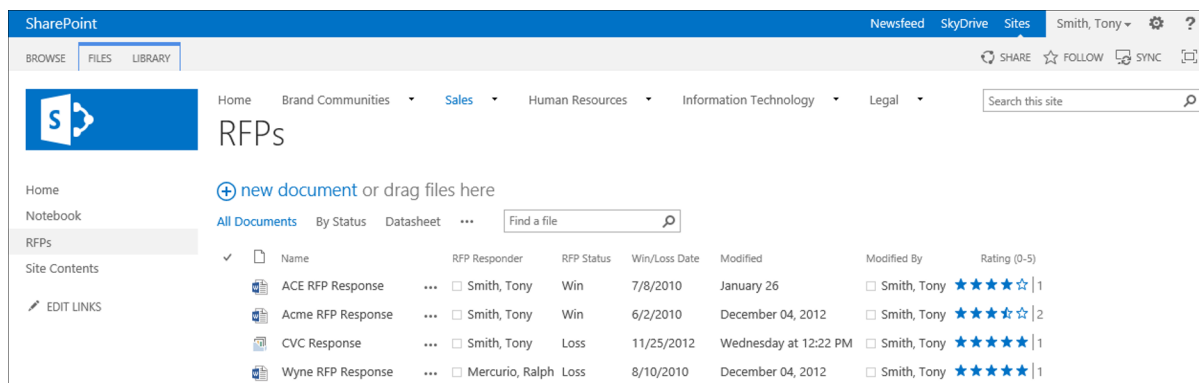 SharePoint Newsfeed SkyDrive Sites Smith, Tony ?
BROWSE FILES LIBRARY SHARE FOLLOW SYNC
S
Home Brand Communities Sales Human Resources Information Technology Legal Search this site
RFPs
Home
Notebook
RFPs
Site Contents
EDIT LINKS
new document or drag files here
All Documents By Status Datasheet ••• Find a file
Name RFP Responder RFP Status Win/Loss Date Modified Modified By Rating (0-5)
ACE RFP Response ••• Smith, Tony Win 7/8/2010 January 26 Smith, Tony 1
Acme RFP Response ••• Smith, Tony Win 6/2/2010 December 04, 2012 Smith, Tony 2
CVC Response ••• Smith, Tony Loss 11/25/2012 Wednesday at 12:22 PM Smith, Tony 1
Wyne RFP Response ••• Mercurio, Ralph Loss 8/10/2010 December 04, 2012 Smith, Tony 1